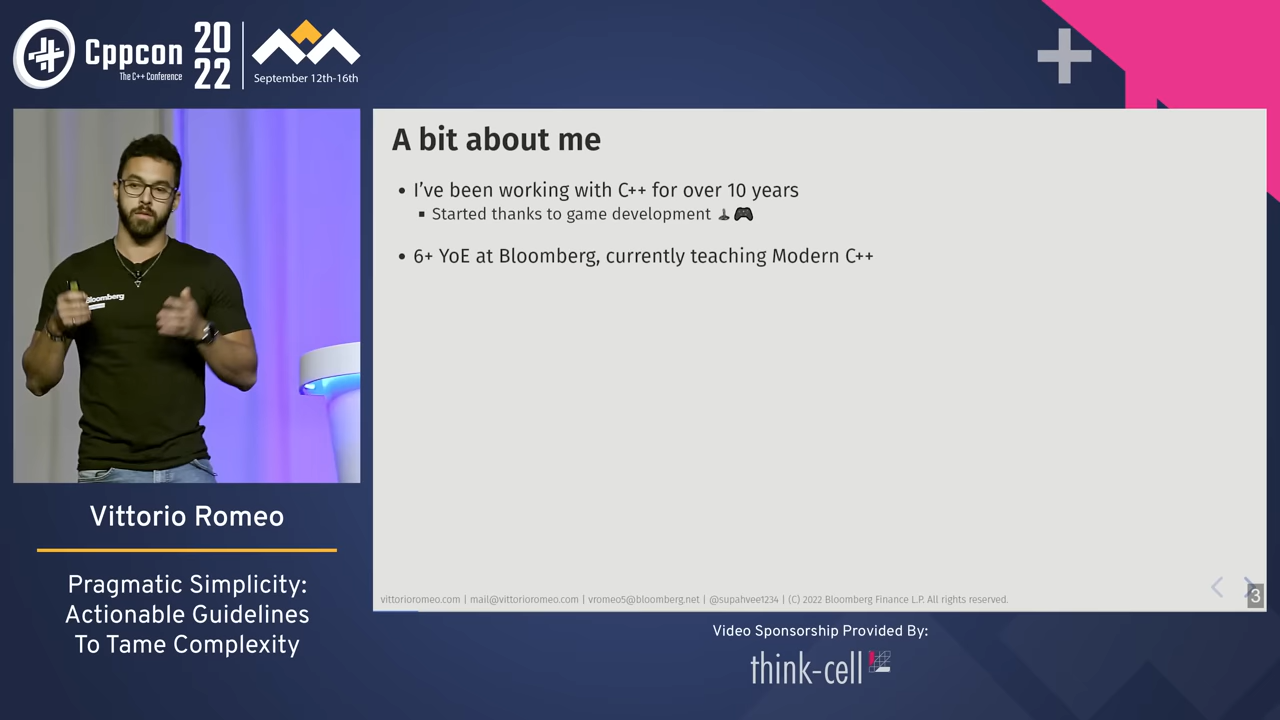 Cppcon
The C++ Conference
20
22
September 12th-16th
A bit about me
• I've been working with C++ for over 10 years
▪ Started thanks to game development
• 6+ YoE at Bloomberg, currently teaching Modern C++
Bloomberg
vittorioromeo.com | mail@vittorioromeo.com | vromeo5@bloomberg.net | @supahvee1234 | (C) 2022 Bloomberg Finance L.P. All rights reserved.
3
Vittorio Romeo
Pragmatic Simplicity:
Actionable Guidelines
To Tame Complexity
Video Sponsorship Provided By:
think-cell